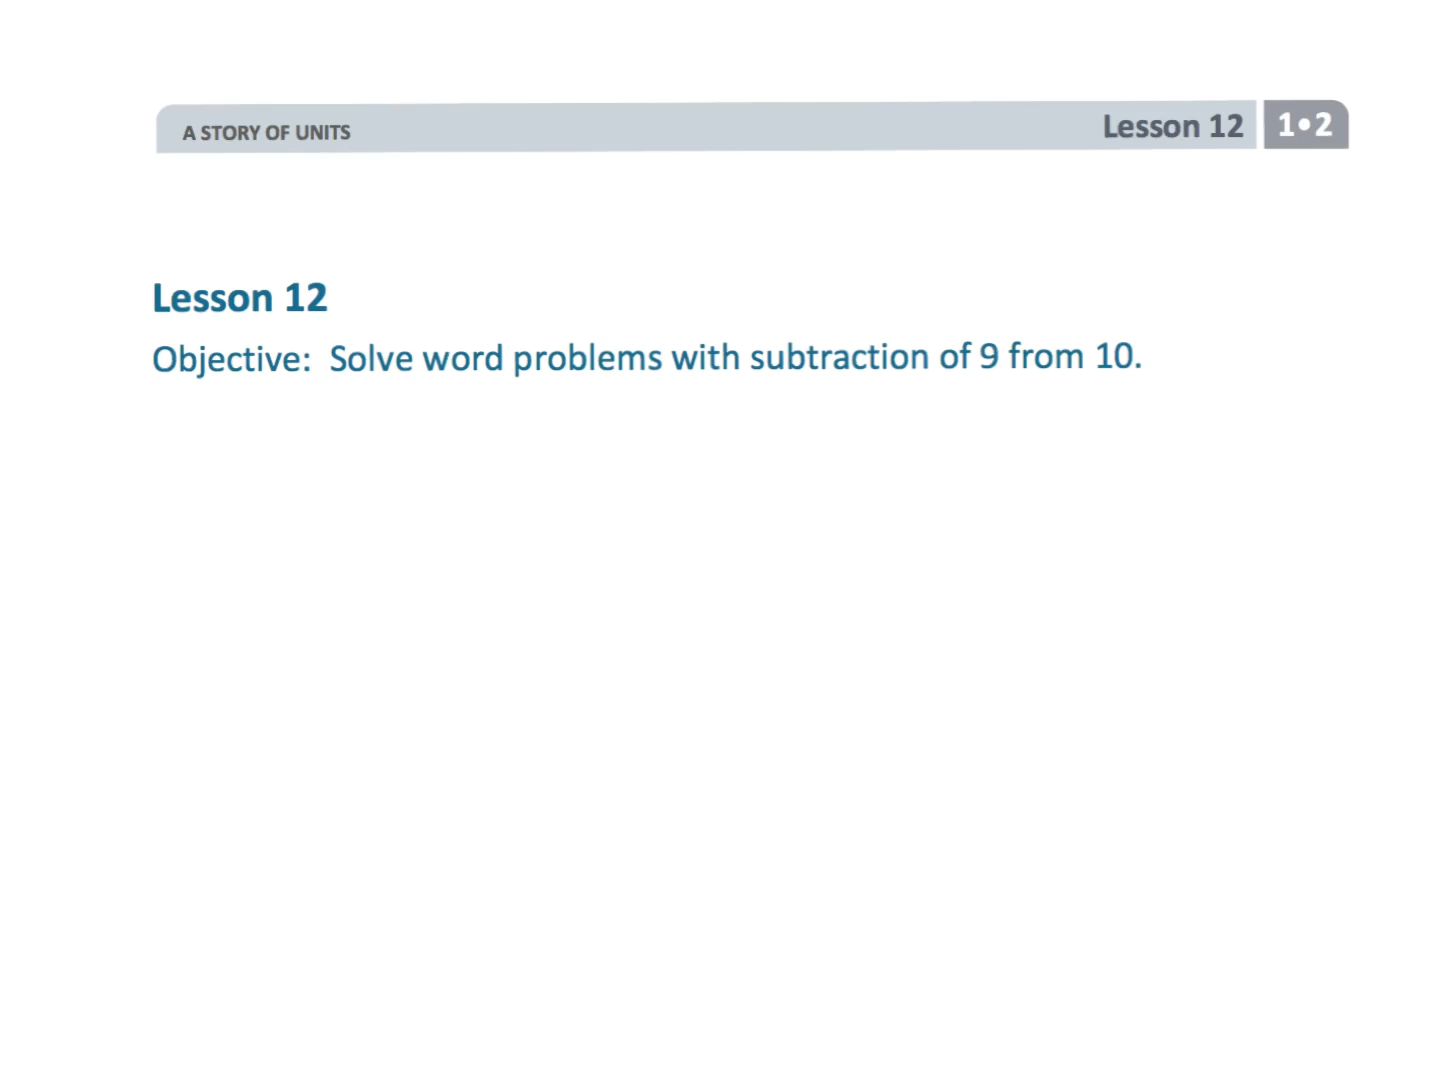 A STORY OF UNITS
Lesson 12 1•2
Lesson 12
Objective: Solve word problems with subtraction of 9 from 10.